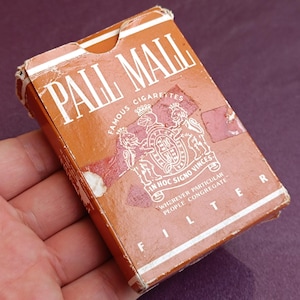 PALL MALL
FAMOUS CIGARETTES
IN HOC SIGNO VINCES
"WHEREVER PARTICULAR
PEOPLE CONGREGATE"
FILTER